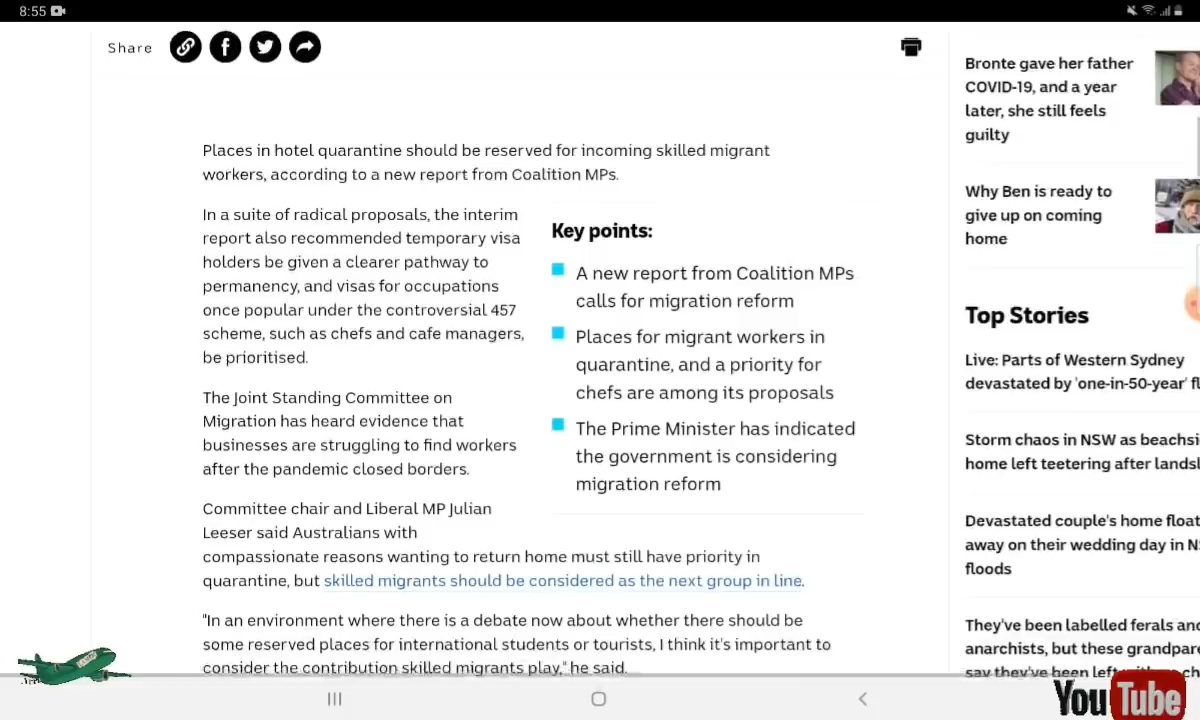 8:55
Share
Places in hotel quarantine should be reserved for incoming skilled migrant
workers, according to a new report from Coalition MPs.
In a suite of radical proposals, the interim
report also recommended temporary visa
holders be given a clearer pathway to
permanency, and visas for occupations
once popular under the controversial 457
scheme, such as chefs and cafe managers,
be prioritised.
The Joint Standing Committee on
Migration has heard evidence that
businesses are struggling to find workers
after the pandemic closed borders.
Committee chair and Liberal MP Julian
Leeser said Australians with
compassionate reasons wanting to return home must still have priority in
quarantine, but skilled migrants should be considered as the next group in line.
"In an environment where there is a debate now about whether there should be
some reserved places for international students or tourists, I think it's important to
consider the contribution skilled migrants play," he said.
Key points:
A new report from Coalition MPs
calls for migration reform
Places for migrant workers in
quarantine, and a priority for
chefs are among its proposals
The Prime Minister has indicated
the government is considering
migration reform
Bronte gave her father
COVID-19, and a year
later, she still feels
guilty
Why Ben is ready to
give up on coming
home
Top Stories
Live: Parts of Western Sydney
devastated by 'one-in-50-year' fl
Storm chaos in NSW as beachsi
home left teetering after landsl
Devastated couple's home float
away on their wedding day in N
floods
They've been labelled ferals and
anarchists, but these grandpare
say they've been left
YouTube